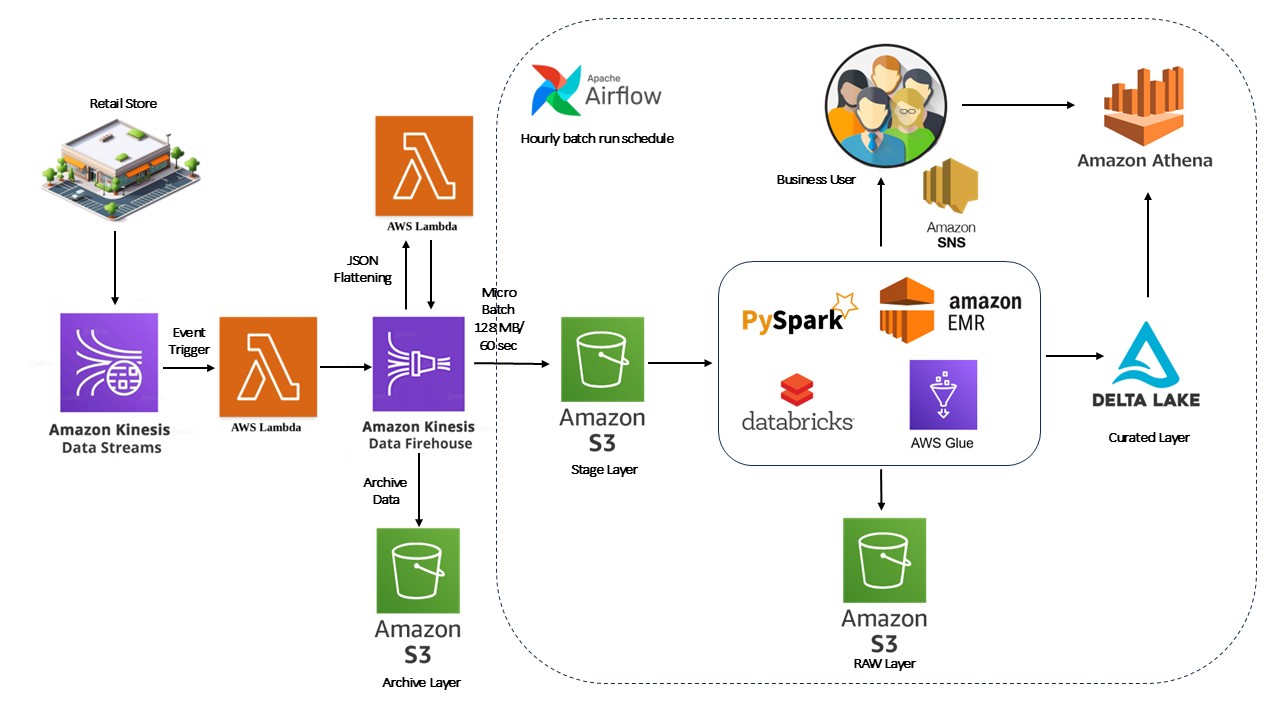 Retail Store
Apache
Airflow
Hourly batch run schedule
Business User
Amazon Athena
Amazon
SNS
AWS Lambda
JSON
Flattening
Micro
Batch
128 MB/
60 sec
Event
Trigger
Amazon Kinesis
Data Streams
AWS Lambda
Amazon Kinesis
Data Firehouse
Amazon
S3
Stage Layer
PySpark
amazon
EMR
databricks
AWS Glue
DELTA LAKE
Curated Layer
Archive
Data
Amazon
S3
Archive Layer
Amazon
S3
RAW Layer